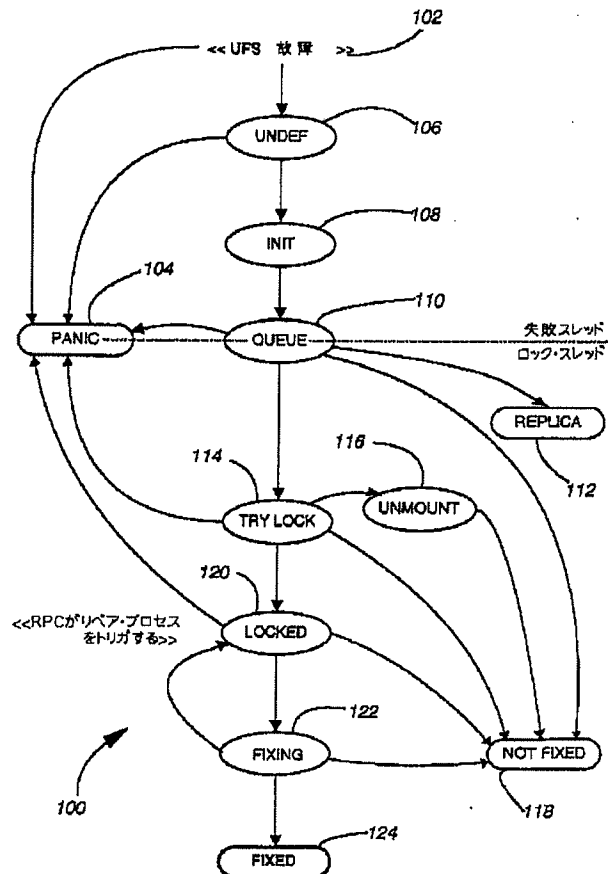 102
<< UFS 故障 >>
106
UNDEF
108
INIT
104
110
PANIC
QUEUE
失敗スレッド
ロック・スレッド
REPLICA
112
114
116
TRY LOCK
UNMOUNT
120
<<RPCがリペア・プロセス
をトリガする>>
LOCKED
122
FIXING
NOT FIXED
118
100
124
FIXED